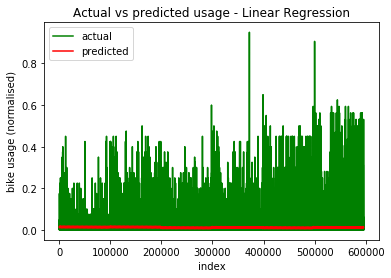 Actual vs predicted usage - Linear Regression
actual
predicted
bike usage (normalised)
0.8
0.6
0.4
0.2
0.0
0 100000 200000 300000 400000 500000 600000
index